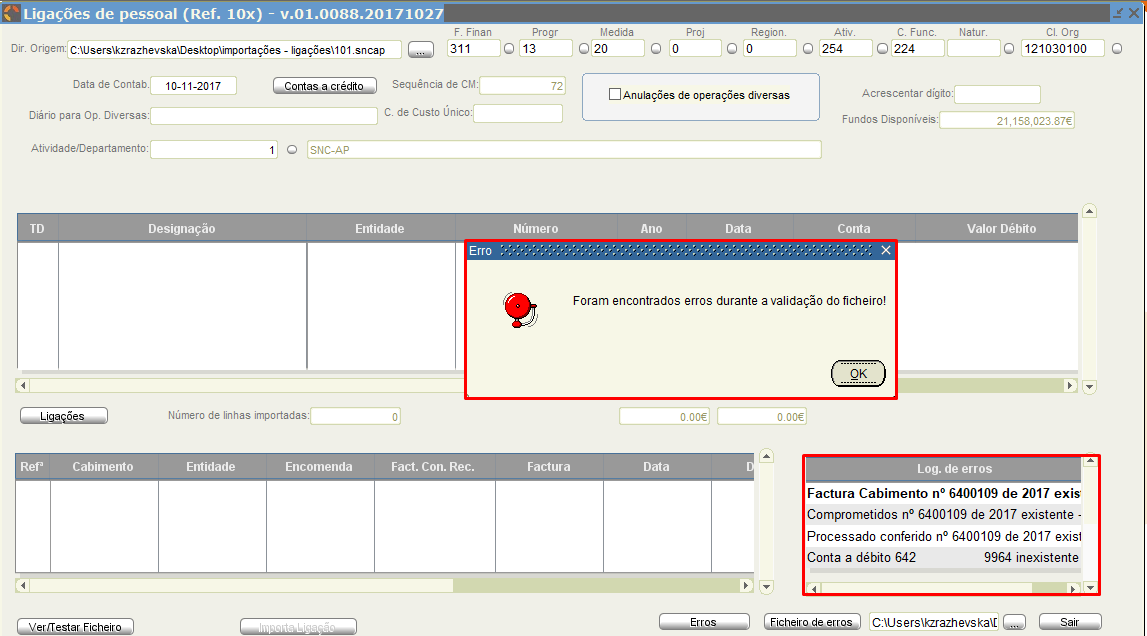 Ligações de pessoal (Ref. 10x) - v.01.0088.20171027
F. Finan Progr Medida Proj Region. Ativ. C. Func. Natur. Cl. Org
Dir. Origem: C:\Users\kzrazhevska\Desktop\importações - ligações\101.sncap ... 311 13 20 0 0 254 224 121030100
Data de Contab. 10-11-2017 Contas a crédito Sequência de CM: 72 Anulações de operações diversas Acrescentar dígito:
Diário para Op. Diversas: C. de Custo Único: Fundos Disponíveis: 21,158,023.87€
Atividade/Departamento: 1 SNC-AP
TD Designação Entidade Número Ano Data Conta Valor Débito
Erro
Foram encontrados erros durante a validação do ficheiro!
OK
Ligações Número de linhas importadas: 0 0.00€ 0.00€
Refª Cabimento Entidade Encomenda Fact. Con. Rec. Factura Data D
Log. de erros
Factura Cabimento nº 6400109 de 2017 exis
Comprometidos nº 6400109 de 2017 existente -
Processado conferido nº 6400109 de 2017 exist
Conta a débito 642 9964 inexistente
Ver/Testar Ficheiro Importa Ligação Erros Ficheiro de erros C:\Users\kzrazhevska\D ... Sair